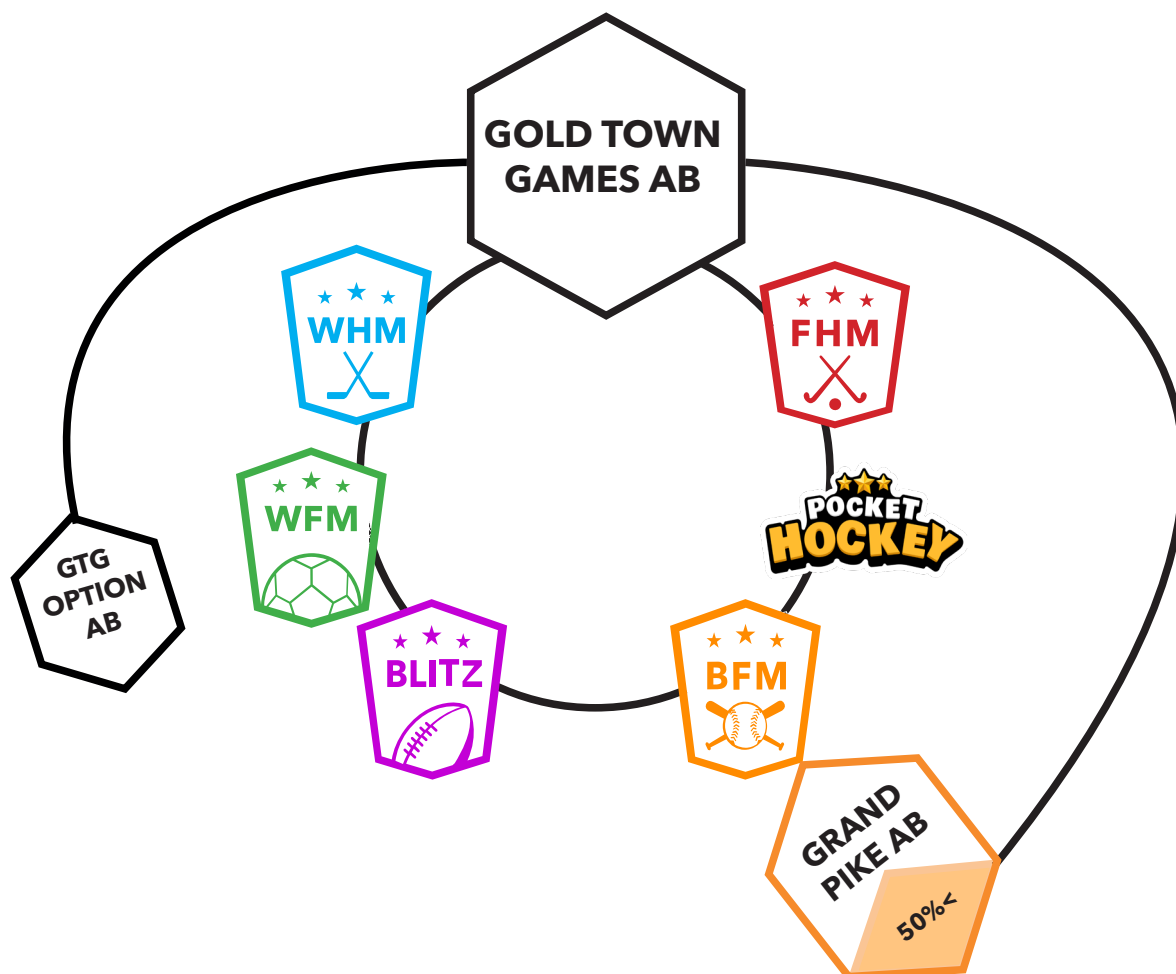 GOLD TOWN
GAMES AB
WHM
FHM
WFM
POCKET
HOCKEY
GTG
OPTION
AB
BLITZ
BFM
GRAND
PIKE AB
50%<